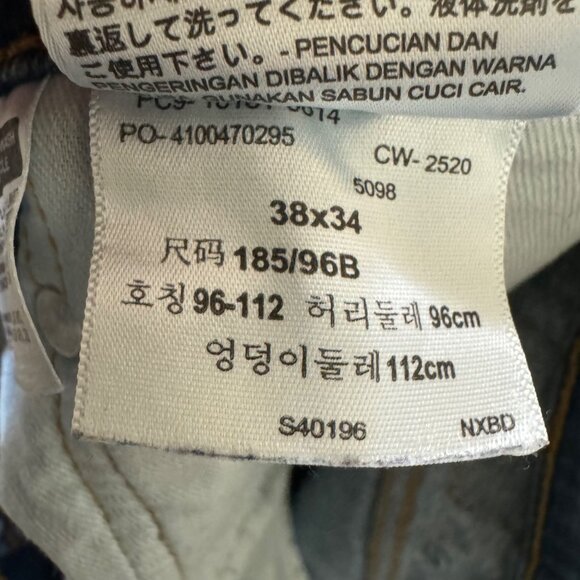 裏返して洗ってください。液体洗剤を
ご使用下さい。- PENCUCIAN DAN
PENGERINGAN DIBALIK DENGAN WARNA
SABUN CUCI CAIR.
PO- 4100470295
CW- 2520
5098
38x34
尺码 185/96B
호칭 96-112 허리둘레 96cm
엉덩이둘레 112cm
S40196 NXBD